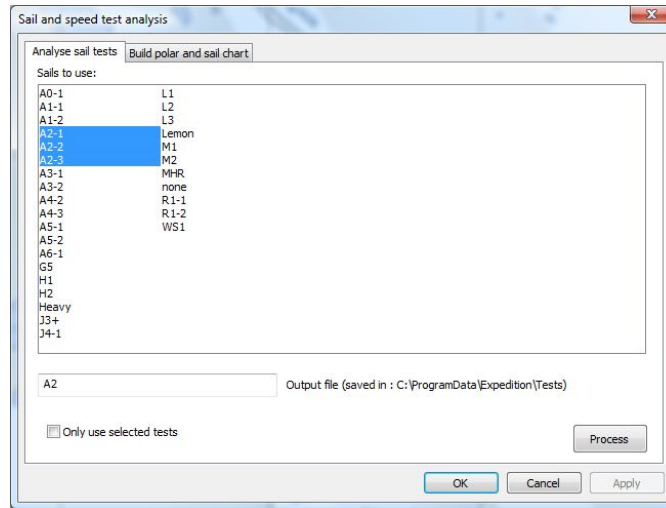 Sail and speed test analysis
Analyse sail tests
Build polar and sail chart
Sails to use:
A0-1
A1-1
A1-2
A2-1
A2-2
A2-3
A3-1
A3-2
A4-2
A4-3
A5-1
A5-2
A6-1
G5
H1
H2
Heavy
J3+
J4-1
L1
L2
L3
Lemon
M1
M2
MHR
none
R1-1
R1-2
WS1
A2
Output file (saved in : C:\ProgramData\Expedition\Tests)
Only use selected tests
Process
OK
Cancel
Apply